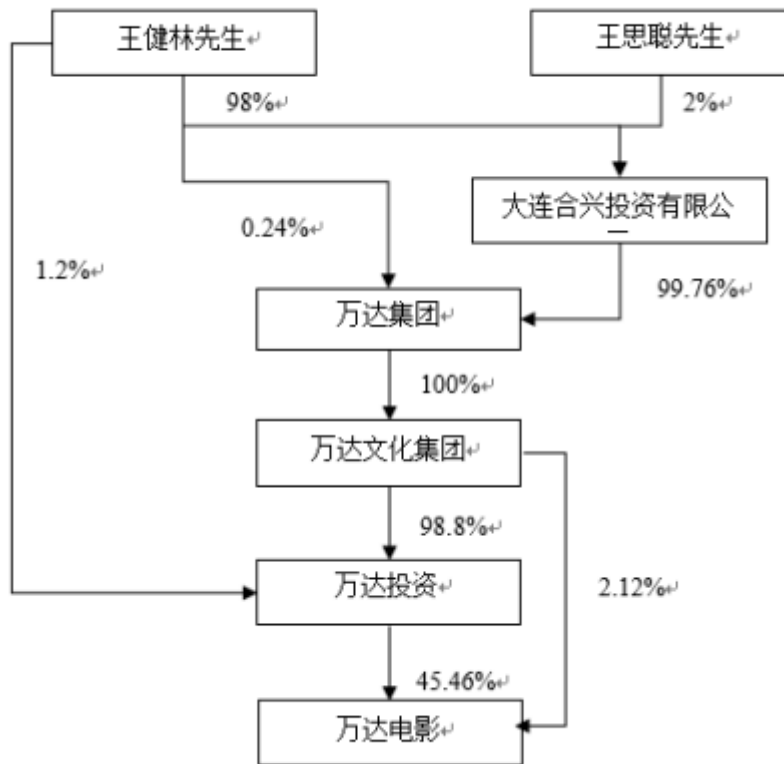 王健林先生↵
王思聪先生↵
98%↵
2%↵
大连合兴投资有限公
0.24%↵
1.2%↵
99.76%↵
万达集团↵
100%↵
万达文化集团↵
98.8%↵
万达投资↵
2.12%↵
45.46%↵
万达电影↵